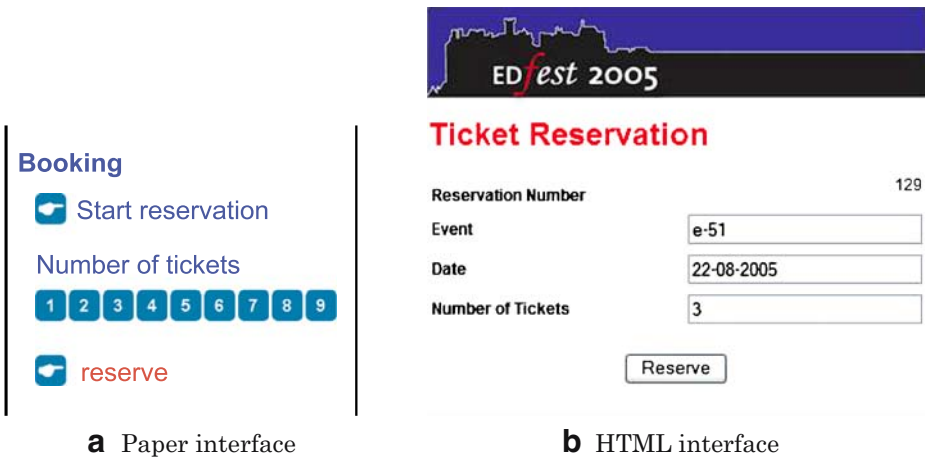 Booking
Start reservation
Number of tickets
1 2 3 4 5 6 7 8 9
reserve
a Paper interface
EDfest 2005
Ticket Reservation
Reservation Number 129
Event e-51
Date 22-08-2005
Number of Tickets 3
Reserve
b HTML interface